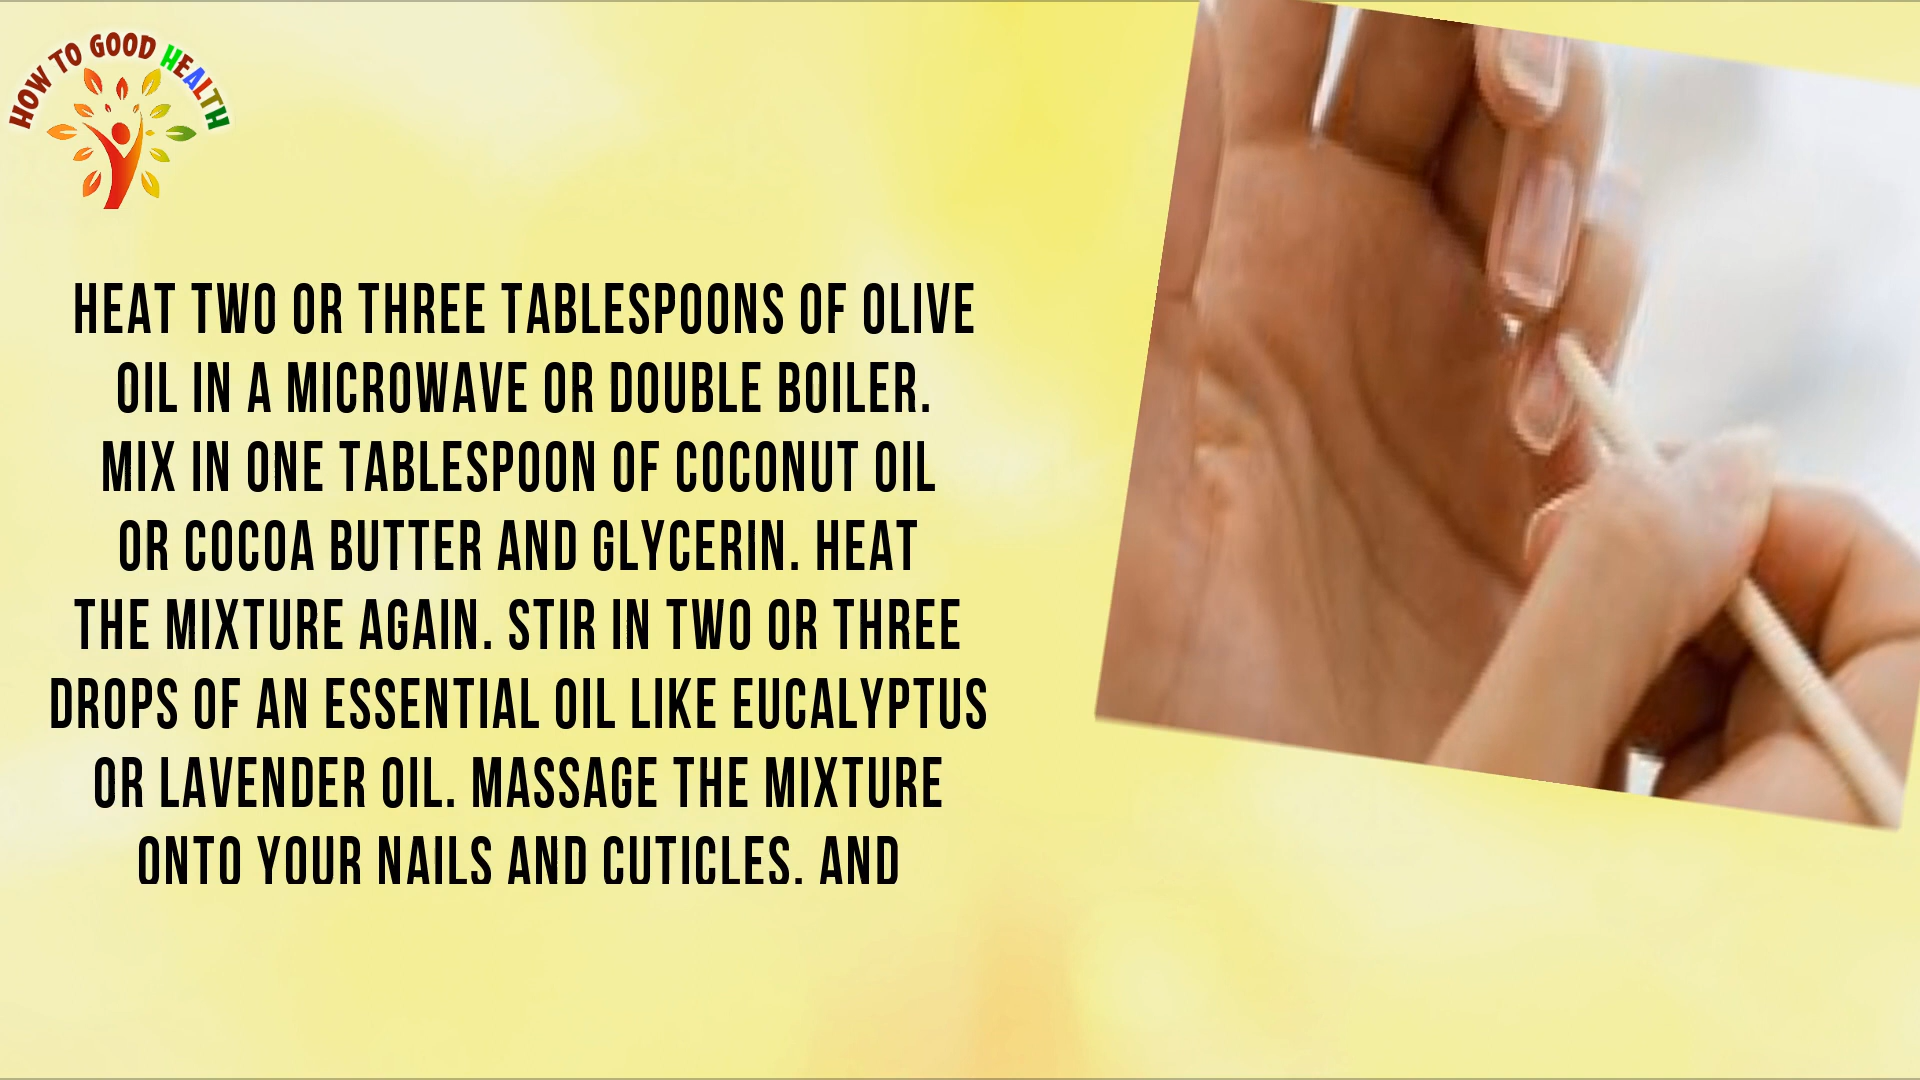 HOW TO GOOD HEALTH
HEAT TWO OR THREE TABLESPOONS OF OLIVE
OIL IN A MICROWAVE OR DOUBLE BOILER.
MIX IN ONE TABLESPOON OF COCONUT OIL
OR COCOA BUTTER AND GLYCERIN. HEAT
THE MIXTURE AGAIN. STIR IN TWO OR THREE
DROPS OF AN ESSENTIAL OIL LIKE EUCALYPTUS
OR LAVENDER OIL. MASSAGE THE MIXTURE
ONTO YOUR NAILS AND CUTICLES. AND